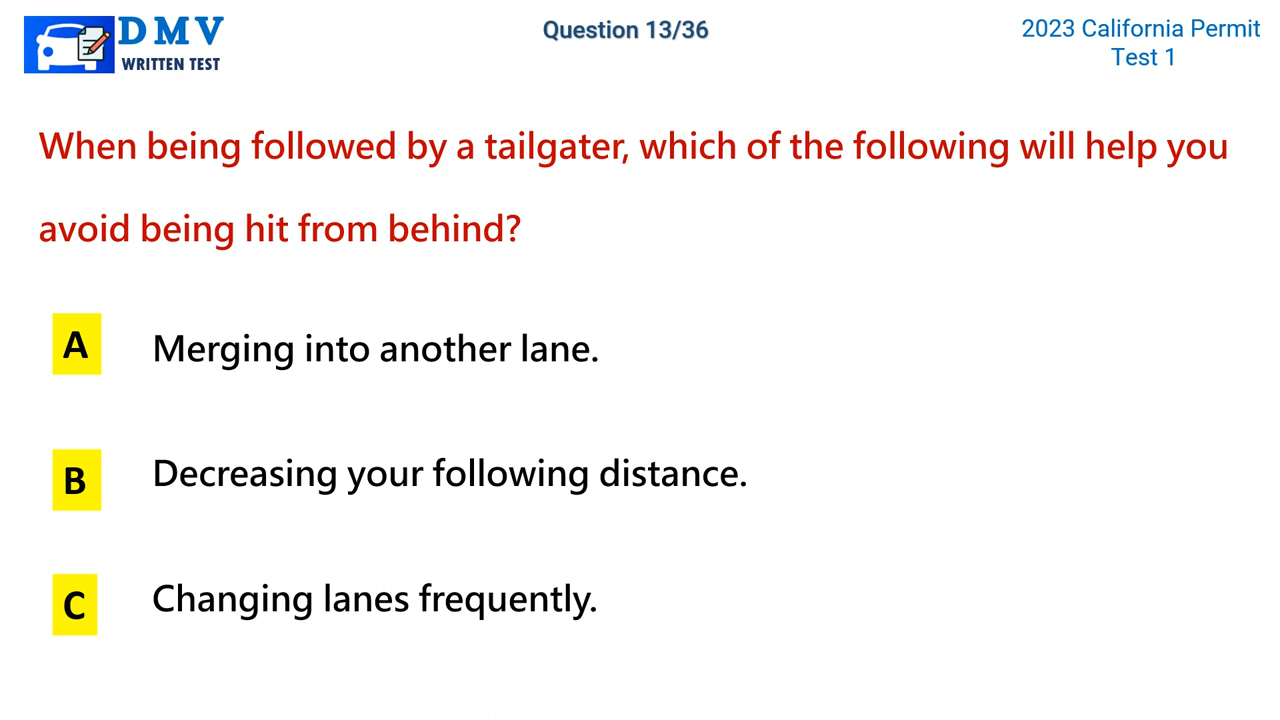 DMV
WRITTEN TEST
Question 13/36
2023 California Permit
Test 1
When being followed by a tailgater, which of the following will help you
avoid being hit from behind?
A Merging into another lane.
B Decreasing your following distance.
C Changing lanes frequently.